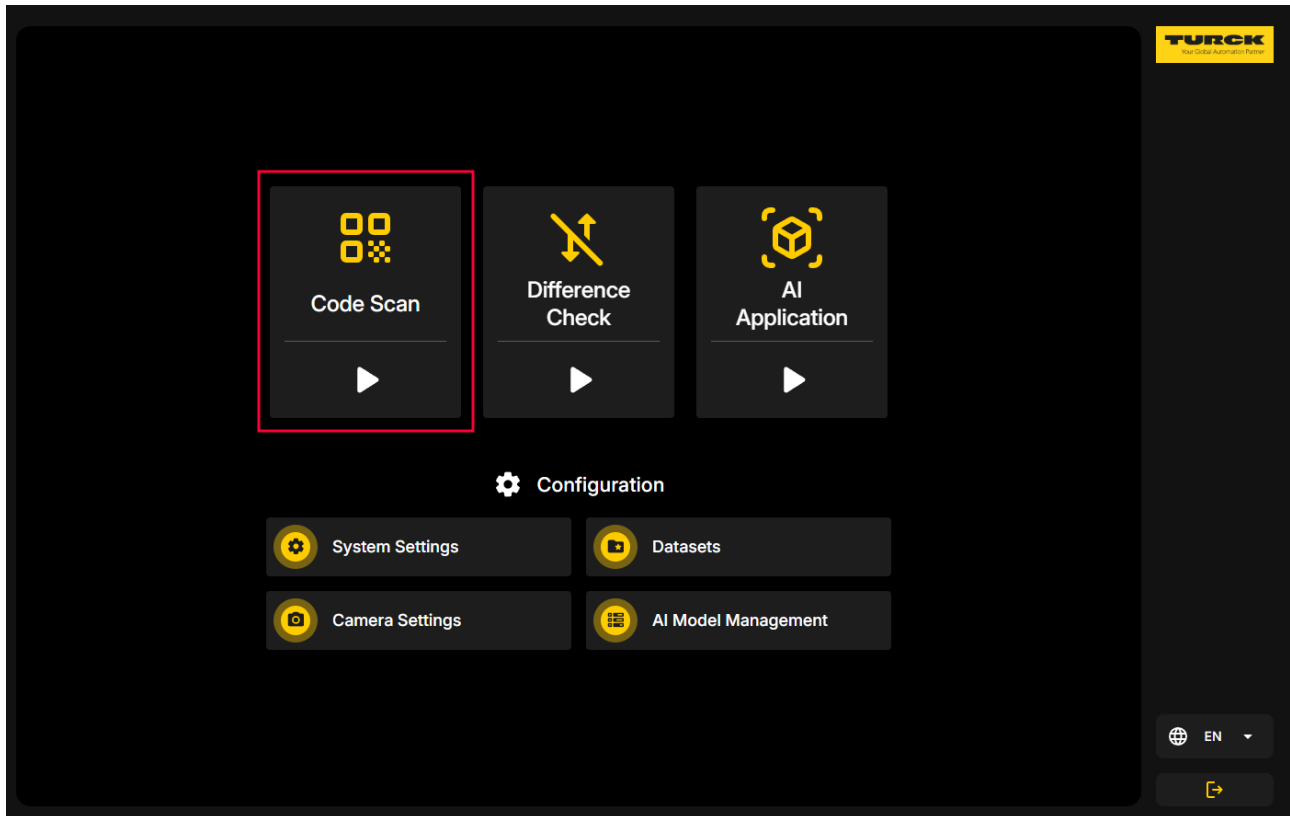 TURCK
Your Global Automation Partner
Code Scan
Difference
Check
AI
Application
Configuration
System Settings
Datasets
Camera Settings
AI Model Management
EN